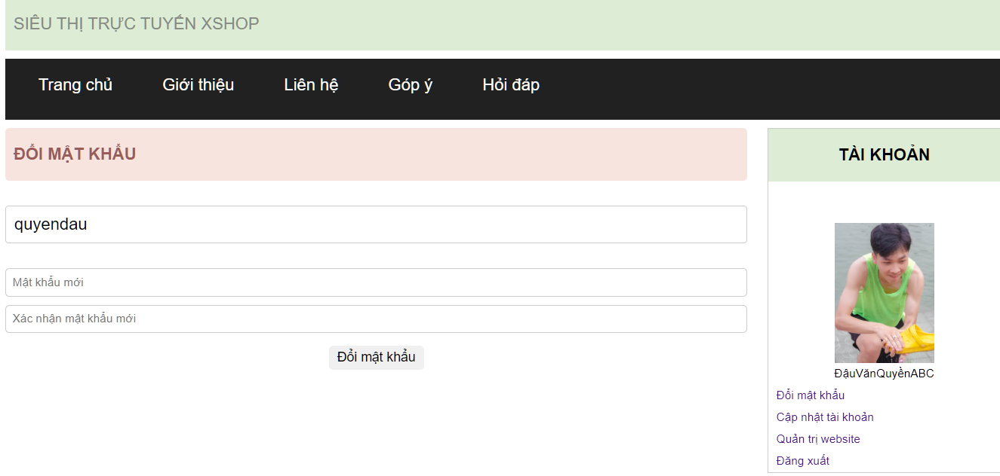 SIÊU THỊ TRỰC TUYẾN XSHOP
Trang chủ Giới thiệu Liên hệ Góp ý Hỏi đáp
ĐỔI MẬT KHẨU
quyendau
Mật khẩu mới
Xác nhận mật khẩu mới
Đổi mật khẩu
TÀI KHOẢN
ĐậuVănQuyềnABC
Đổi mật khẩu
Cập nhật tài khoản
Quản trị website
Đăng xuất